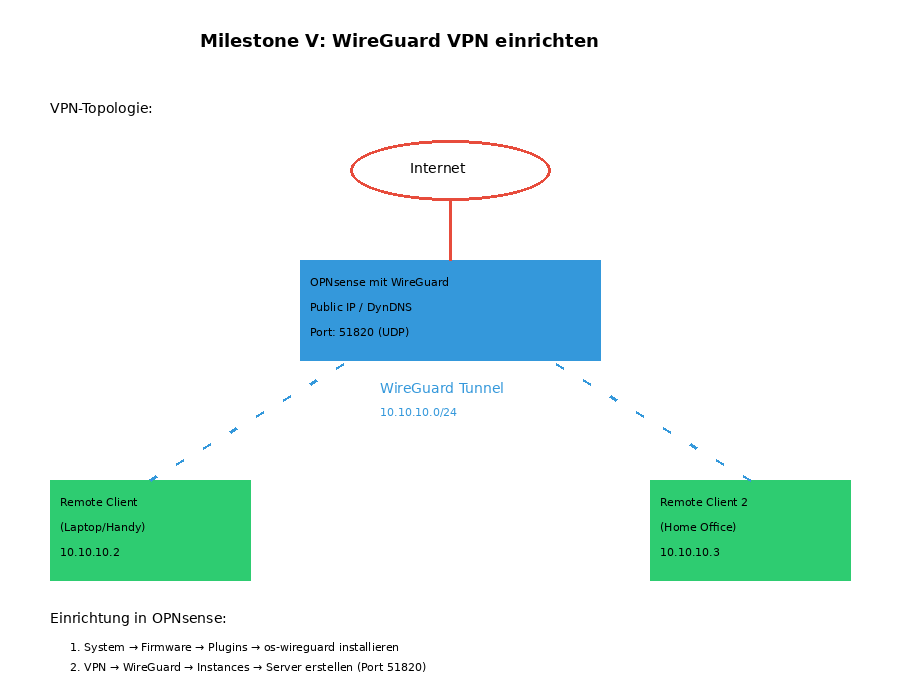 Milestone V: WireGuard VPN einrichten
VPN-Topologie:
Internet
OPNsense mit WireGuard
Public IP / DynDNS
Port: 51820 (UDP)
WireGuard Tunnel
10.10.10.0/24
Remote Client
(Laptop/Handy)
10.10.10.2
Remote Client 2
(Home Office)
10.10.10.3
Einrichtung in OPNsense:
1. System → Firmware → Plugins → os-wireguard installieren
2. VPN → WireGuard → Instances → Server erstellen (Port 51820)